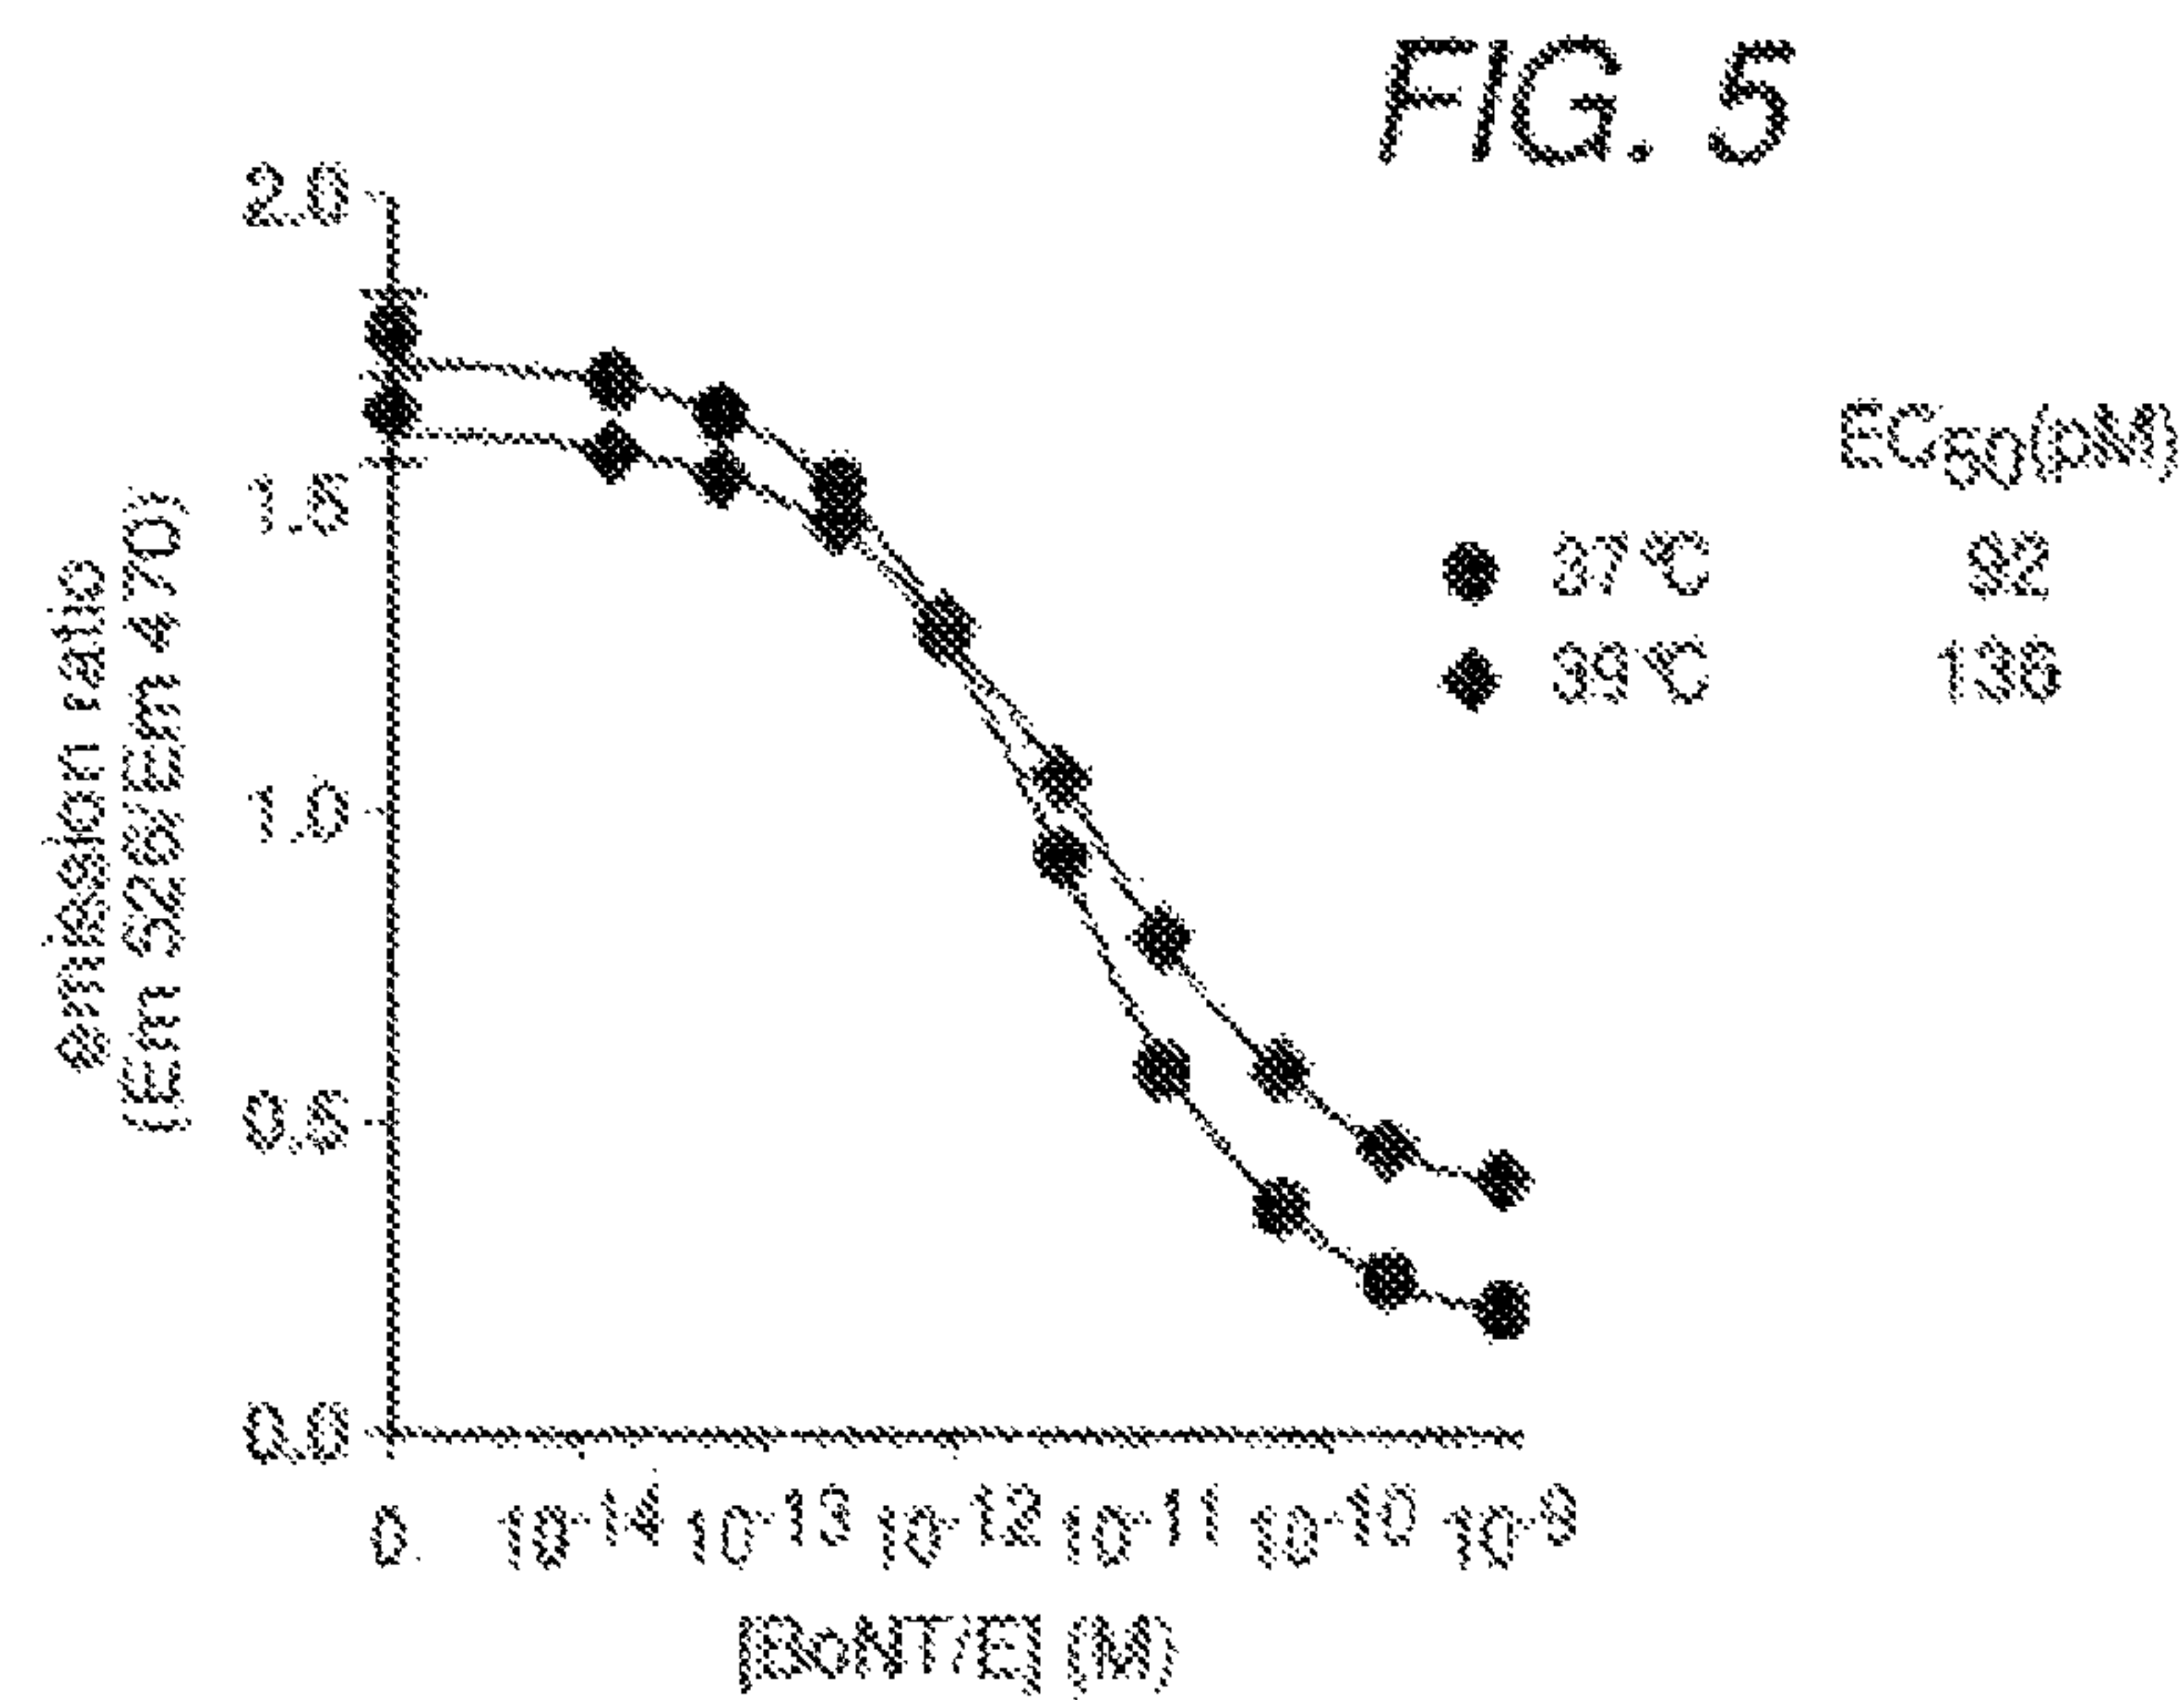 FIG. 5
emission ratio
(Em 526/Em 470)
2.0
1.5
1.0
0.5
0.0
EC50(pM)
37°C 92
39°C 136
0 10-14 10-13 10-12 10-11 10-10 10-9
[BoNT/E] (M)